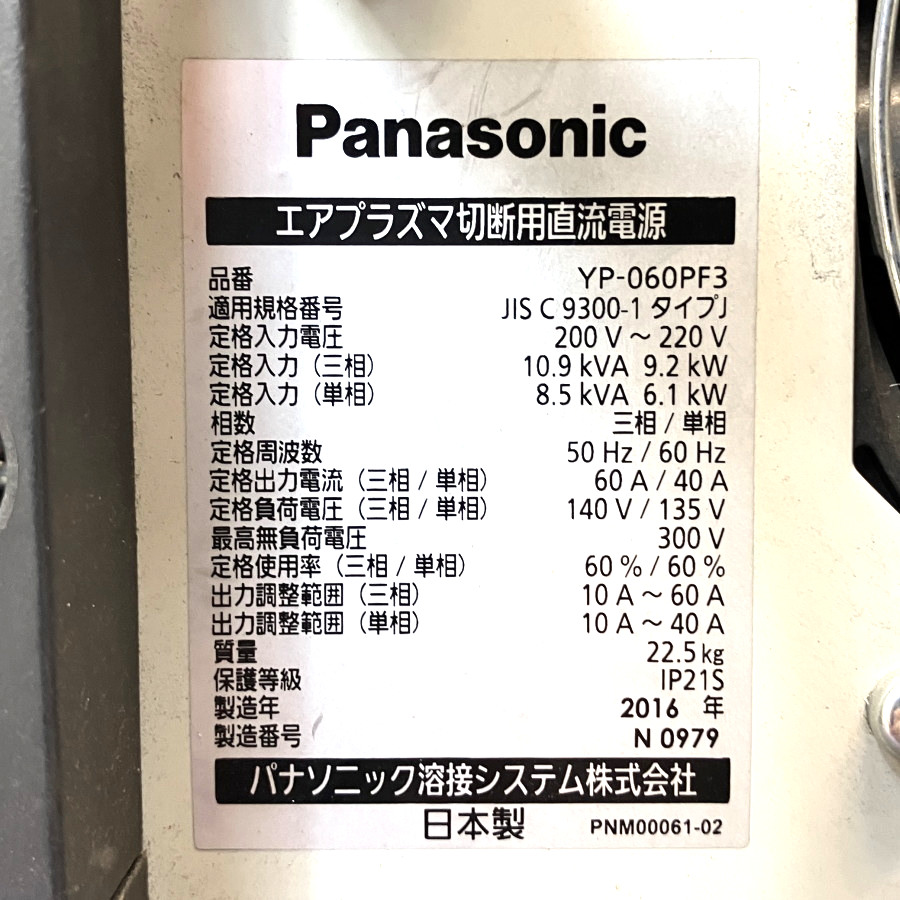 Panasonic
エアプラズマ切断用直流電源
品番 YP-060PF3
適用規格番号 JIS C 9300-1 タイプJ
定格入力電圧 200 V ～ 220 V
定格入力（三相） 10.9 kVA 9.2 kW
定格入力（単相） 8.5 kVA 6.1 kW
相数 三相 / 単相
定格周波数 50 Hz / 60 Hz
定格出力電流（三相 / 単相） 60 A / 40 A
定格負荷電圧（三相 / 単相） 140 V / 135 V
最高無負荷電圧 300 V
定格使用率（三相 / 単相） 60 % / 60 %
出力調整範囲（三相） 10 A ～ 60 A
出力調整範囲（単相） 10 A ～ 40 A
質量 22.5 kg
保護等級 IP21S
製造年 2016 年
製造番号 N 0979
パナソニック溶接システム株式会社
日本製 PNM00061-02